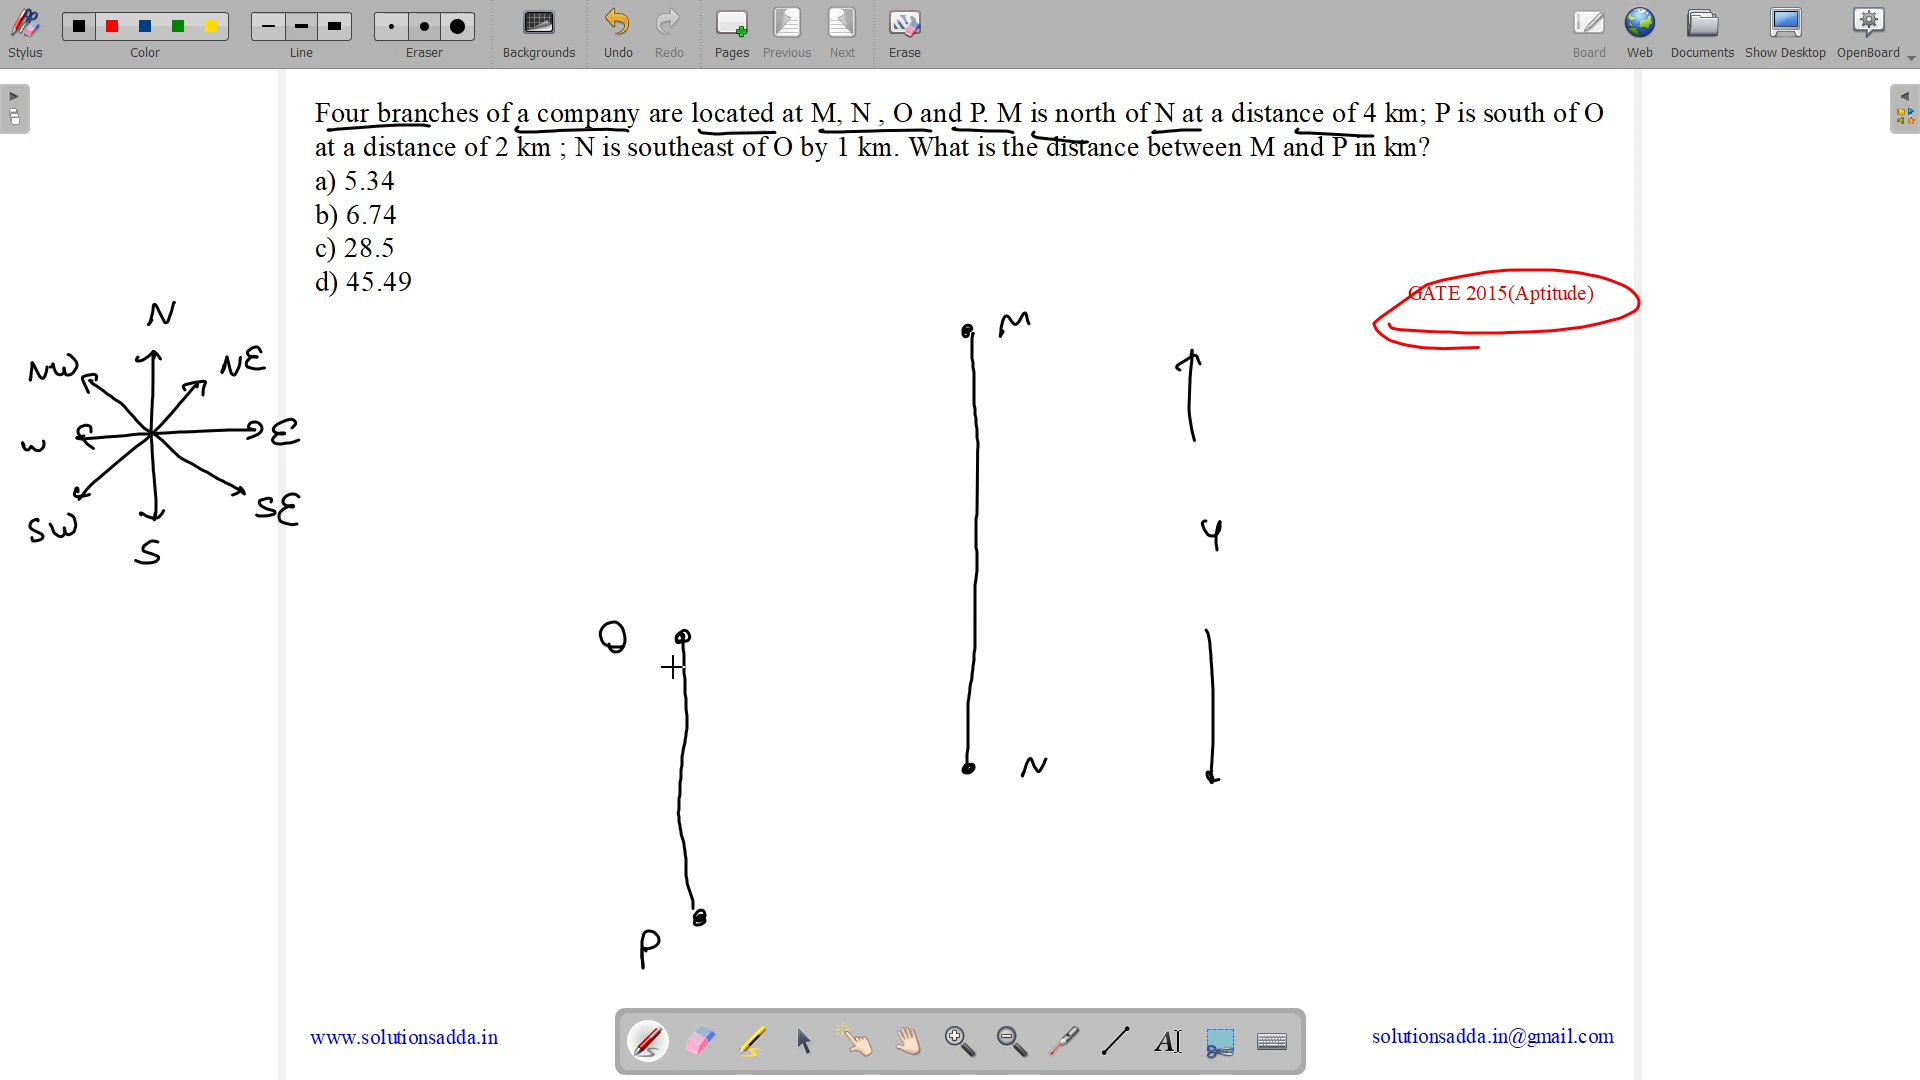 Stylus Color Line Eraser Backgrounds Undo Redo Pages Previous Next Erase Board Web Documents Show Desktop OpenBoard
Four branches of a company are located at M, N , O and P. M is north of N at a distance of 4 km; P is south of O
at a distance of 2 km ; N is southeast of O by 1 km. What is the distance between M and P in km?
a) 5.34
b) 6.74
c) 28.5
d) 45.49
GATE 2015(Aptitude)
N
M
NW
NE
W
E
SW
SE
S
4
O
N
P
www.solutionsadda.in
solutionsadda.in@gmail.com